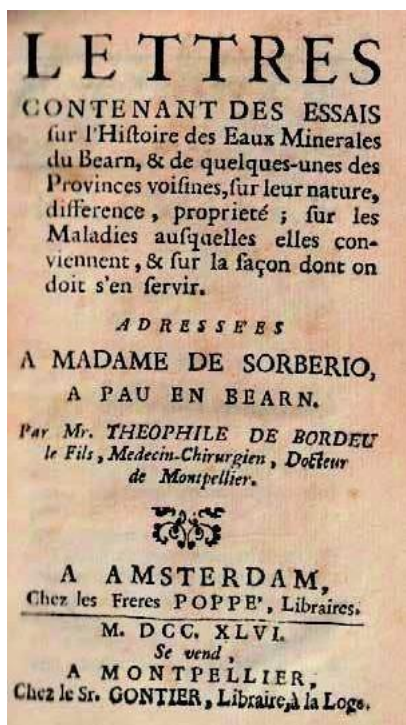 LETTRES
CONTENANT DES ESSAIS
ſur l'Hiſtoire des Eaux Minerales
du Bearn, & de quelques-unes des
Provinces voiſines, ſur leur nature,
difference, proprieté ; ſur les
Maladies auſquelles elles con-
viennent, & ſur la façon dont on
doit s'en ſervir.
ADRESSE'ES
A MADAME DE SORBERIO,
A PAU EN BEARN.
Par Mr. THEOPHILE DE BORDEU
le Fils, Medecin-Chirurgien, Docteur
de Montpellier.
A AMSTERDAM,
Chez les Freres POPPE', Libraires.
M. DCC. XLVI.
Se vend,
A MONTPELLIER,
Chez le Sr. GONTIER, Libraire, à la Loge.